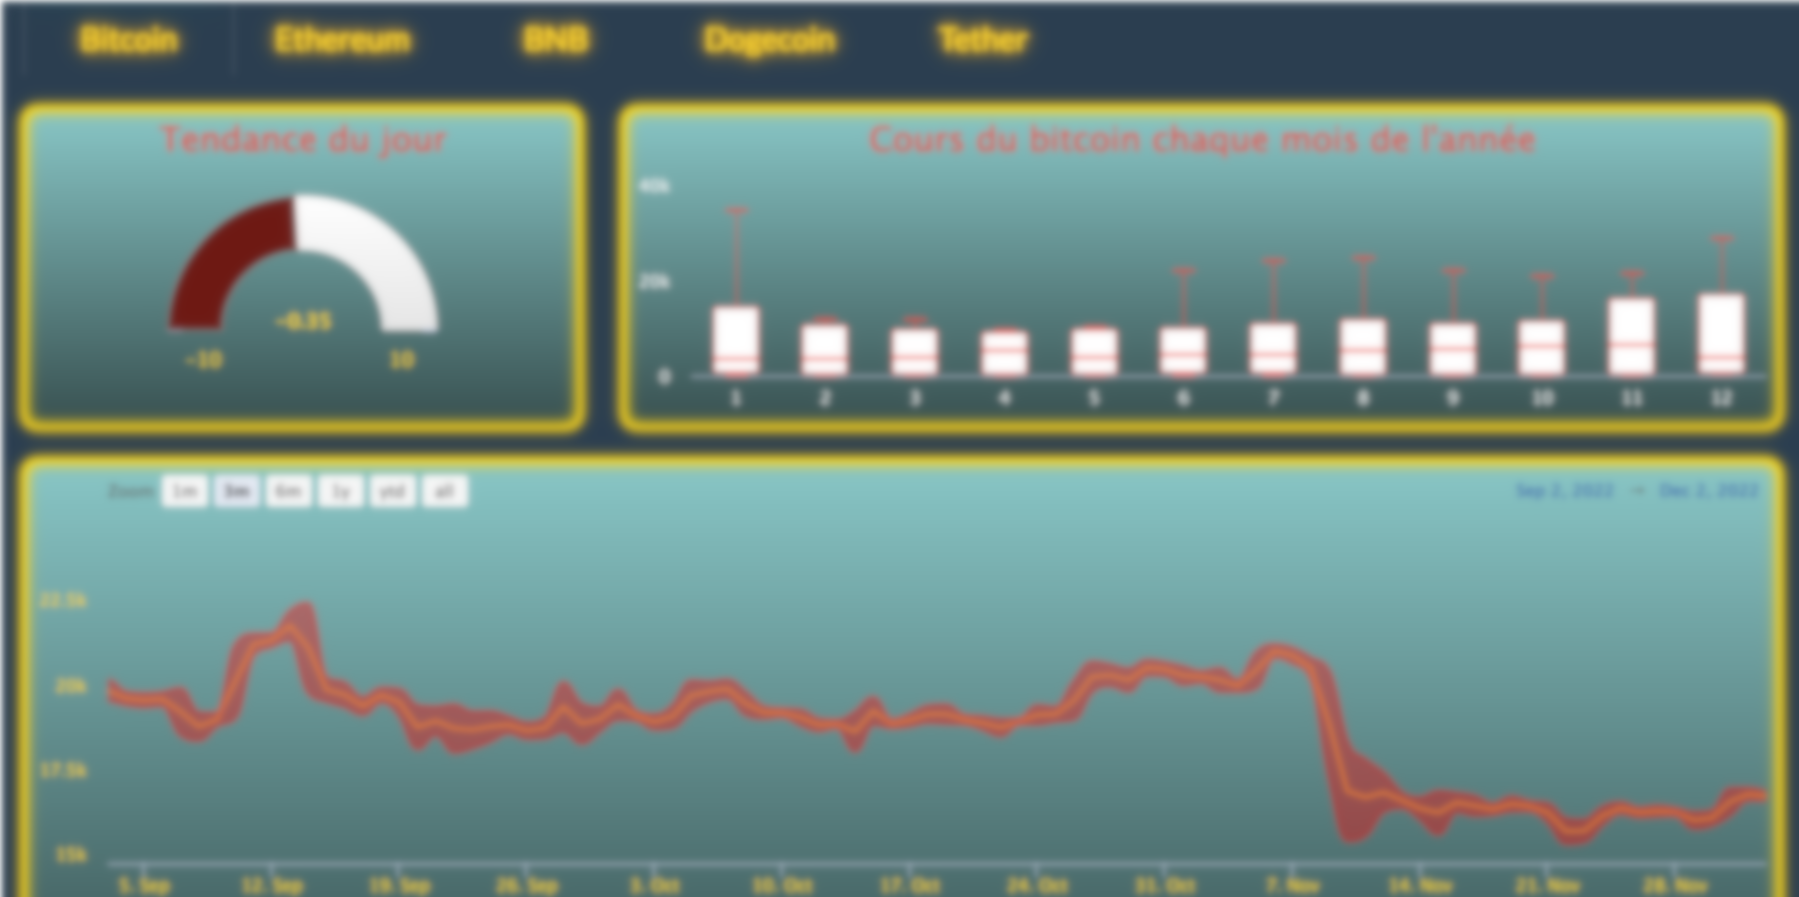 Bitcoin Ethereum BNB Dogecoin Tether
Tendance du jour
-0.35
-10 10
Cours du bitcoin chaque mois de l'année
40k
20k
0
1 2 3 4 5 6 7 8 9 10 11 12
Zoom 1m 3m 6m 1y ytd all
Sep 2, 2022 → Dec 2, 2022
22.5k
20k
17.5k
15k
5. Sep 12. Sep 19. Sep 26. Sep 3. Oct 10. Oct 17. Oct 24. Oct 31. Oct 7. Nov 14. Nov 21. Nov 28. Nov